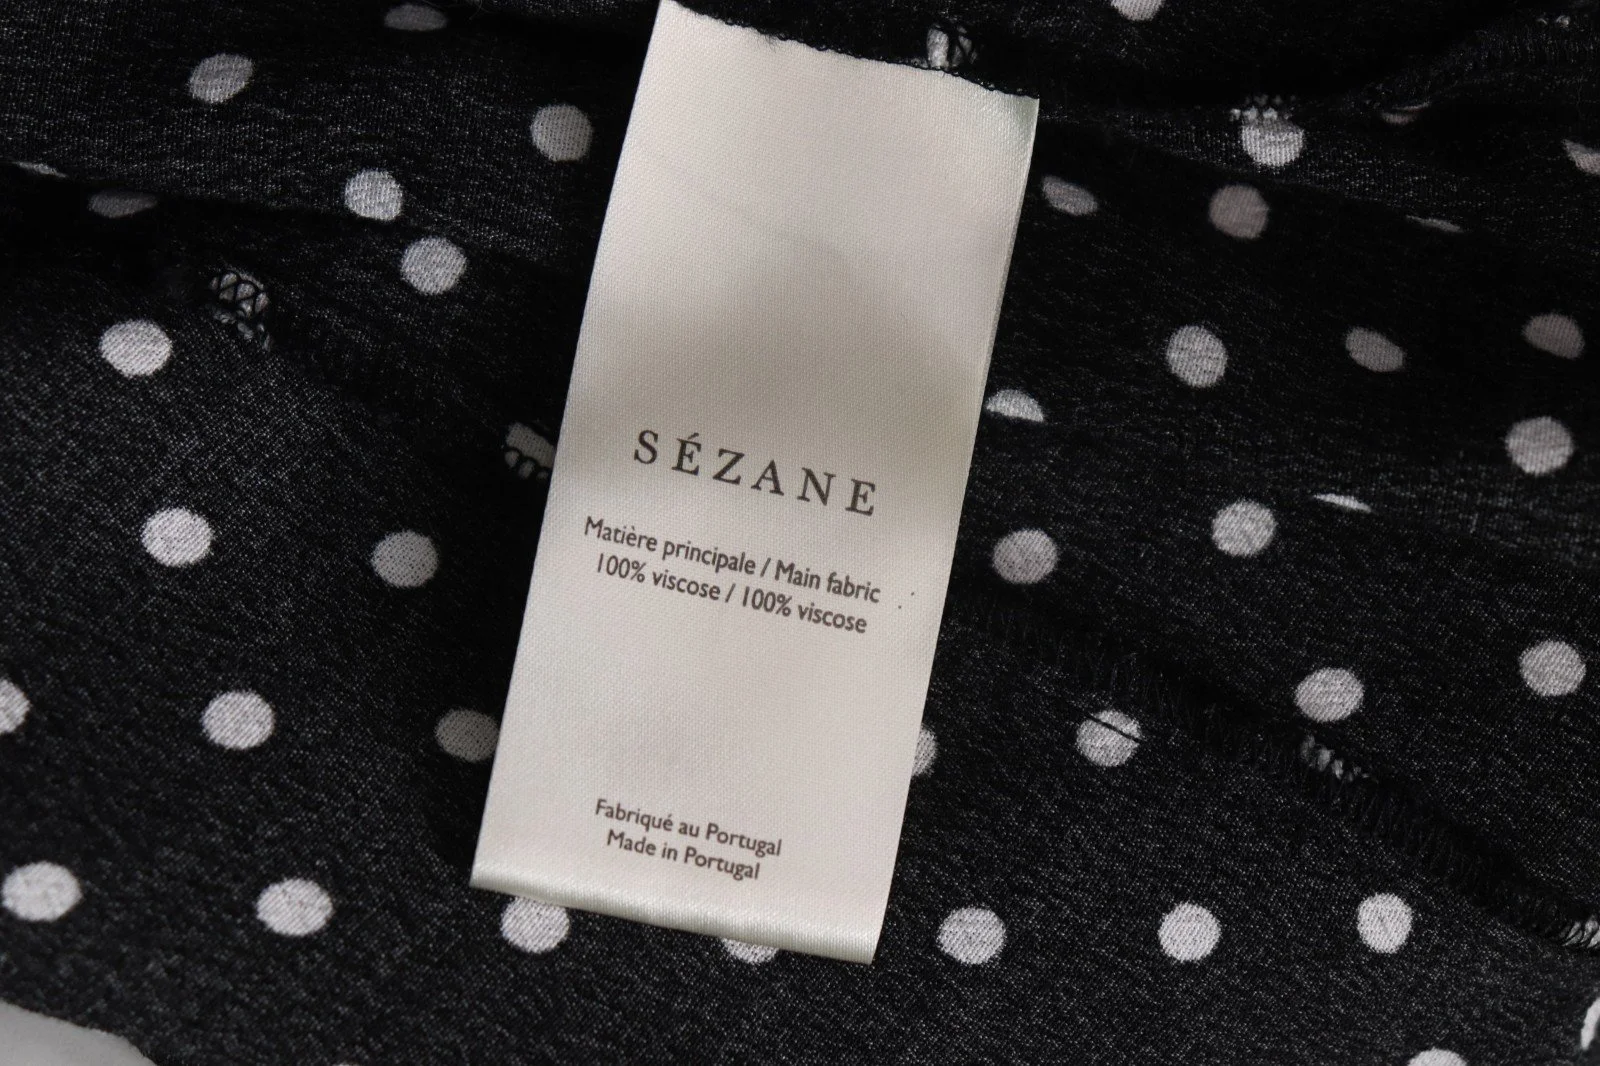 SÉZANE
Matière principale / Main fabric
100% viscose / 100% viscose
Fabriqué au Portugal
Made in Portugal